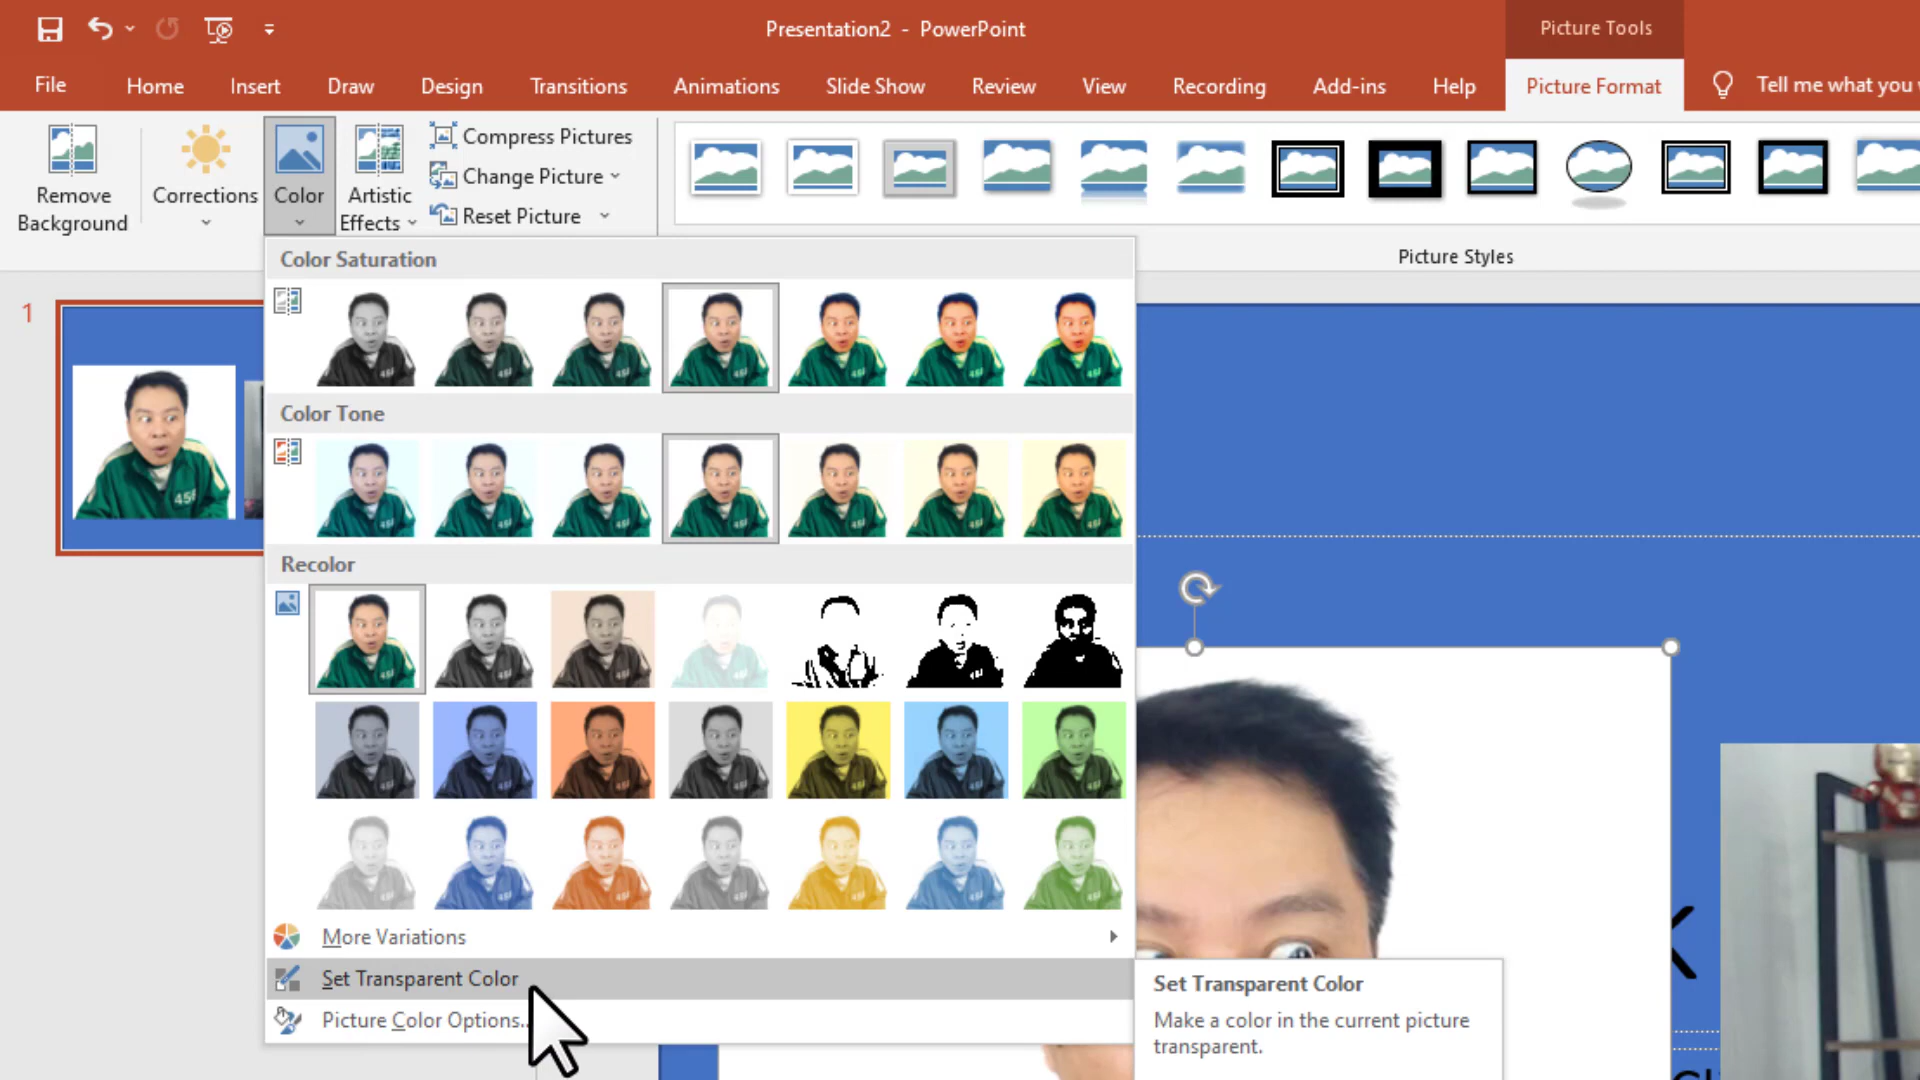 Presentation2 - PowerPoint
Picture Tools
File Home Insert Draw Design Transitions Animations Slide Show Review View Recording Add-ins Help Picture Format Tell me what you
Remove Background
Corrections
Color
Artistic Effects
Compress Pictures
Change Picture
Reset Picture
Picture Styles
1
Color Saturation
Color Tone
Recolor
More Variations
Set Transparent Color
Picture Color Options..
Set Transparent Color
Make a color in the current picture
transparent.
456